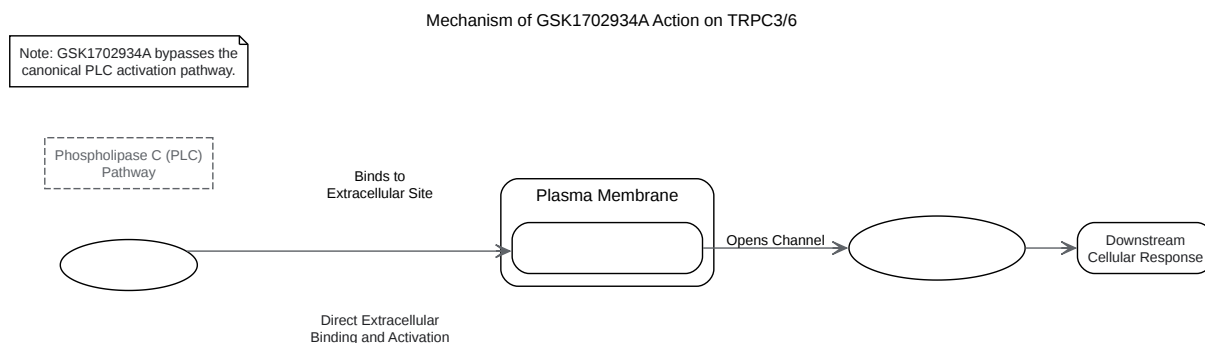 Mechanism of GSK1702934A Action on TRPC3/6
Note: GSK1702934A bypasses the
canonical PLC activation pathway.
Phospholipase C (PLC)
Pathway
Binds to
Extracellular Site
Plasma Membrane
Opens Channel
Downstream
Cellular Response
Direct Extracellular
Binding and Activation